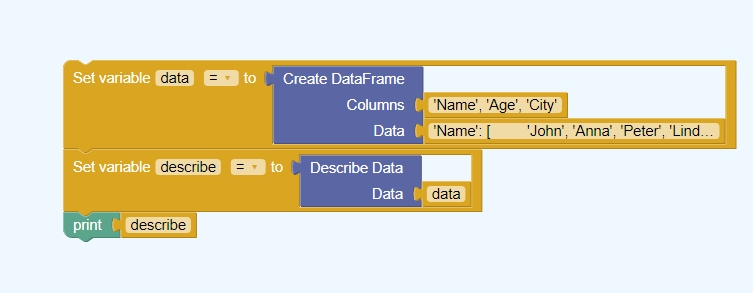 Set variable data = to Create DataFrame
Columns 'Name', 'Age', 'City'
Data 'Name': [ 'John', 'Anna', 'Peter', 'Lind...
Set variable describe = to Describe Data
Data data
print describe